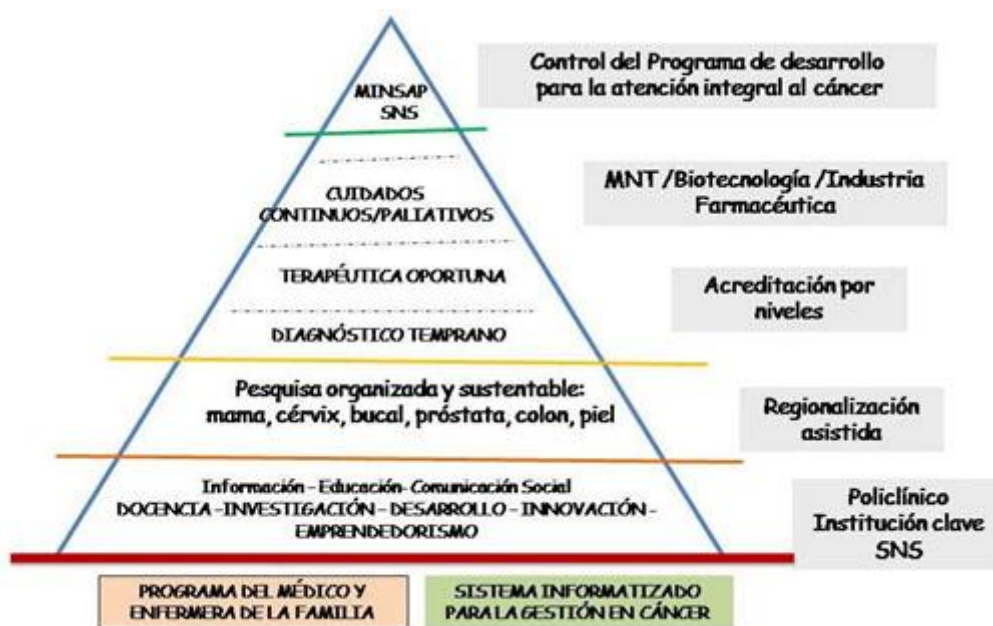 MINSAP
SNS
Control del Programa de desarrollo
para la atención integral al cáncer
CUIDADOS
CONTINUOS/PALIATIVOS
MNT /Biotecnología /Industria
Farmacéutica
TERAPÉUTICA OPORTUNA
Acreditación por
niveles
DIAGNÓSTICO TEMPRANO
Pesquisa organizada y sustentable:
mama, cérvix, bucal, próstata, colon, piel
Regionalización
asistida
Información - Educación- Comunicación Social
DOCENCIA -INVESTIGACIÓN - DESARROLLO - INNOVACIÓN -
EMPRENDEDORISMO
Policlínico
Institución clave
SNS
PROGRAMA DEL MÉDICO Y
ENFERMERA DE LA FAMILIA
SISTEMA INFORMATIZADO
PARA LA GESTIÓN EN CÁNCER